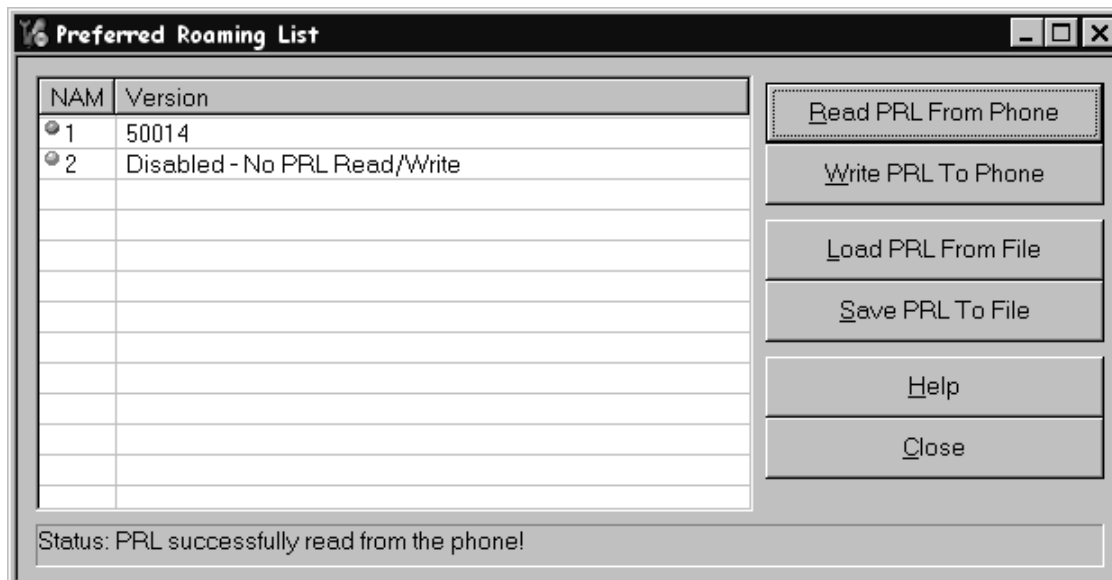 Preferred Roaming List
NAM Version
1 50014
2 Disabled - No PRL Read/Write
Read PRL From Phone
Write PRL To Phone
Load PRL From File
Save PRL To File
Help
Close
Status: PRL successfully read from the phone!